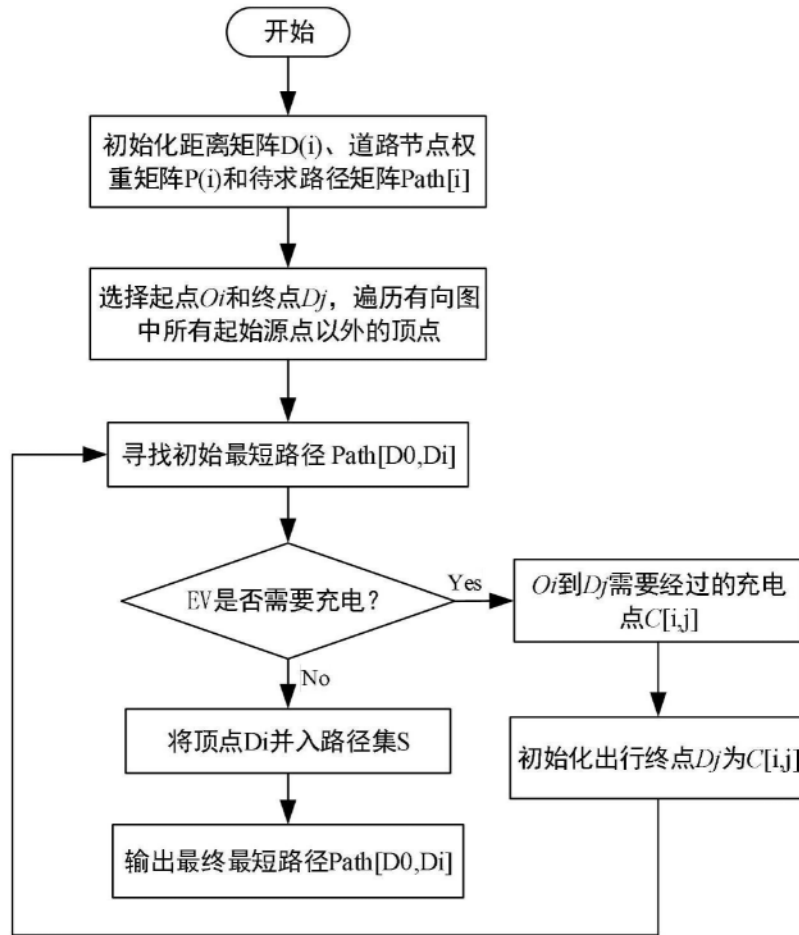 开始
初始化距离矩阵D(i)、道路节点权
重矩阵P(i)和待求路径矩阵Path[i]
选择起点Oi和终点Dj，遍历有向图
中所有起始源点以外的顶点
寻找初始最短路径 Path[D0,Di]
EV是否需要充电？
Yes
Oi到Dj需要经过的充电
点C[i,j]
No
将顶点Di并入路径集S
初始化出行终点Dj为C[i,j]
输出最终最短路径Path[D0,Di]